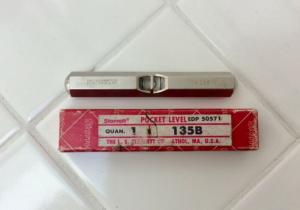 Starrett POCKET LEVEL EDP 50571
QUAN. 1 135B
THE L. S. STARRETT CO. ATHOL, MA, U.S.A.